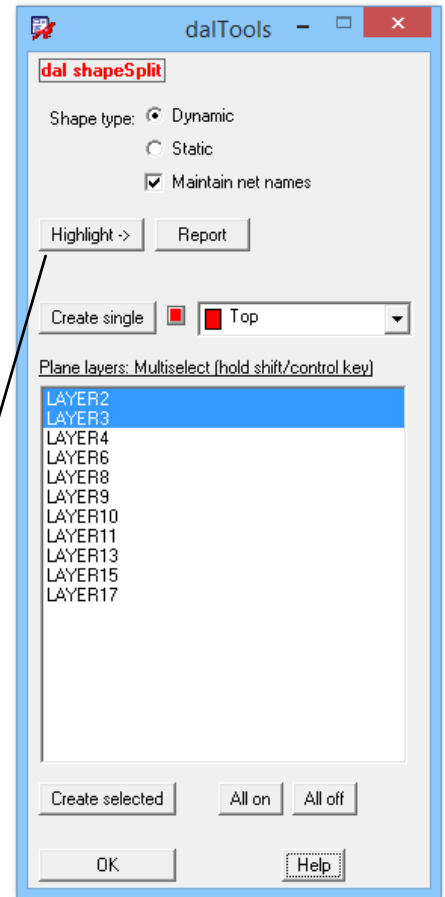 dalTools
dal shapeSplit
Shape type: Dynamic
Static
Maintain net names
Highlight -> Report
Create single Top
Plane layers: Multiselect (hold shift/control key)
LAYER2
LAYER3
LAYER4
LAYER6
LAYER8
LAYER9
LAYER10
LAYER11
LAYER13
LAYER15
LAYER17
Create selected All on All off
OK Help